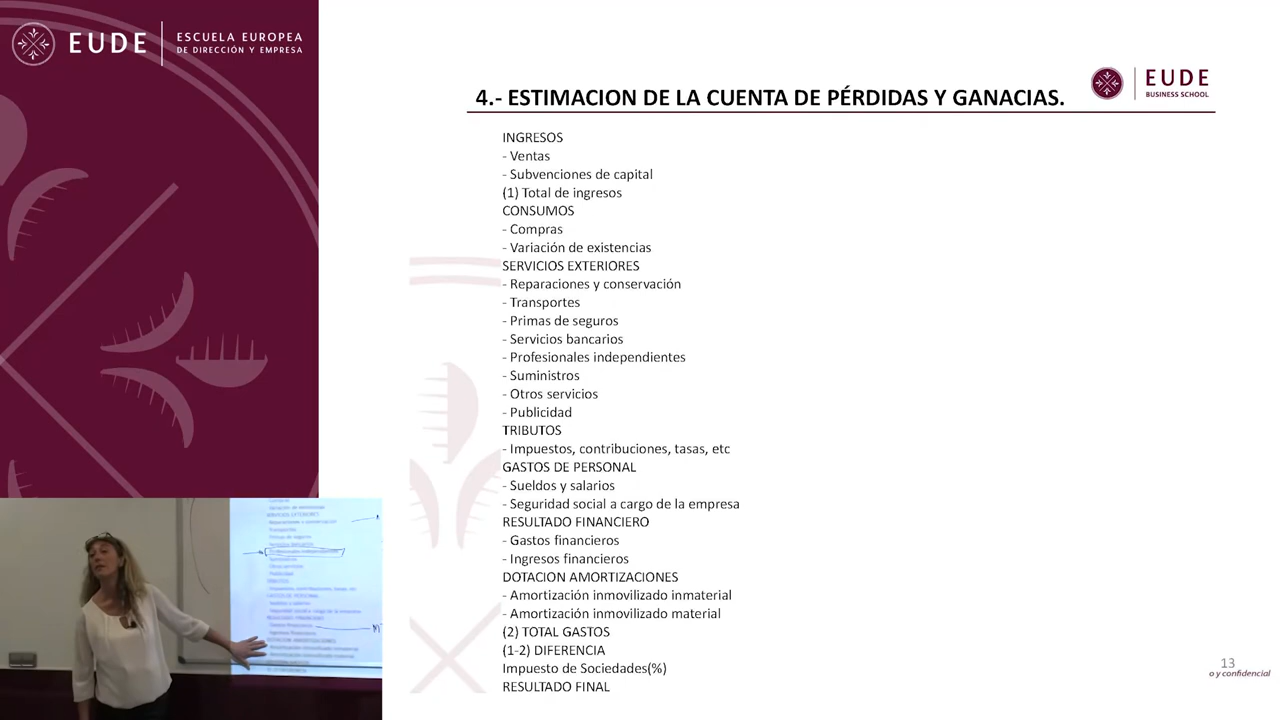 EUDE
ESCUELA EUROPEA
DE DIRECCIÓN Y EMPRESA
EUDE
BUSINESS SCHOOL
4.- ESTIMACION DE LA CUENTA DE PÉRDIDAS Y GANACIAS.
INGRESOS
- Ventas
- Subvenciones de capital
(1) Total de ingresos
CONSUMOS
- Compras
- Variación de existencias
SERVICIOS EXTERIORES
- Reparaciones y conservación
- Transportes
- Primas de seguros
- Servicios bancarios
- Profesionales independientes
- Suministros
- Otros servicios
- Publicidad
TRIBUTOS
- Impuestos, contribuciones, tasas, etc
GASTOS DE PERSONAL
- Sueldos y salarios
- Seguridad social a cargo de la empresa
RESULTADO FINANCIERO
- Gastos financieros
- Ingresos financieros
DOTACION AMORTIZACIONES
- Amortización inmovilizado inmaterial
- Amortización inmovilizado material
(2) TOTAL GASTOS
(1-2) DIFERENCIA
Impuesto de Sociedades(%)
RESULTADO FINAL
13
o y confidencial